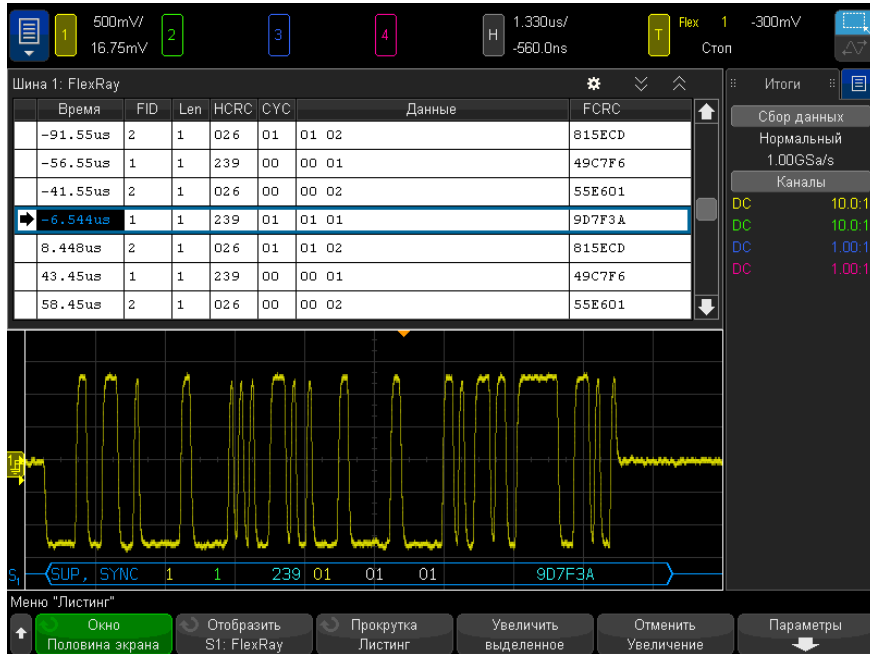 1 500mV/ 2 3 4 H 1.330us/ T Flex 1 -300mV
16.75mV -560.0ns Стоп
Шина 1: FlexRay
Время FID Len HCRC CYC Данные FCRC
-91.55us 2 1 026 01 01 02 815ECD
-56.55us 1 1 239 00 00 01 49C7F6
-41.55us 2 1 026 00 00 02 55E601
-6.544us 1 1 239 01 01 01 9D7F3A
8.448us 2 1 026 01 01 02 815ECD
43.45us 1 1 239 00 00 01 49C7F6
58.45us 2 1 026 00 00 02 55E601
Итоги
Сбор данных
Нормальный
1.00GSa/s
Каналы
DC 10.0:1
DC 10.0:1
DC 1.00:1
DC 1.00:1
1
S1 SUP, SYNC 1 1 239 01 01 01 9D7F3A
Меню "Листинг"
Окно
Половина экрана
Отобразить
S1: FlexRay
Прокрутка
Листинг
Увеличить
выделенное
Отменить
Увеличение
Параметры